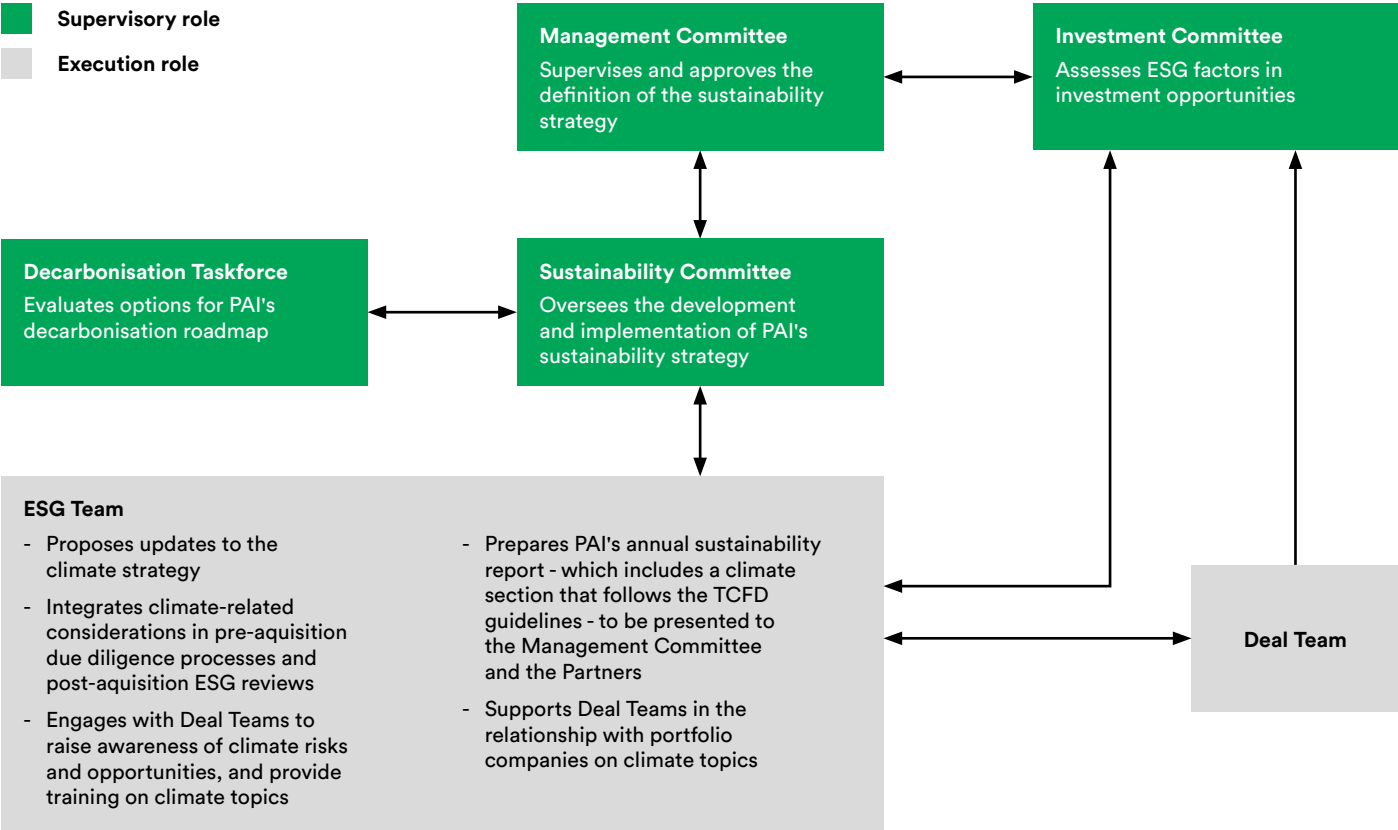 Supervisory role
Execution role
Management Committee
Supervises and approves the
definition of the sustainability
strategy
Investment Committee
Assesses ESG factors in
investment opportunities
Decarbonisation Taskforce
Evaluates options for PAI's
decarbonisation roadmap
Sustainability Committee
Oversees the development
and implementation of PAI's
sustainability strategy
ESG Team
- Proposes updates to the
climate strategy
- Integrates climate-related
considerations in pre-aquisition
due diligence processes and
post-aquisition ESG reviews
- Engages with Deal Teams to
raise awareness of climate risks
and opportunities, and provide
training on climate topics
- Prepares PAI's annual sustainability
report - which includes a climate
section that follows the TCFD
guidelines - to be presented to
the Management Committee
and the Partners
- Supports Deal Teams in the
relationship with portfolio
companies on climate topics
Deal Team